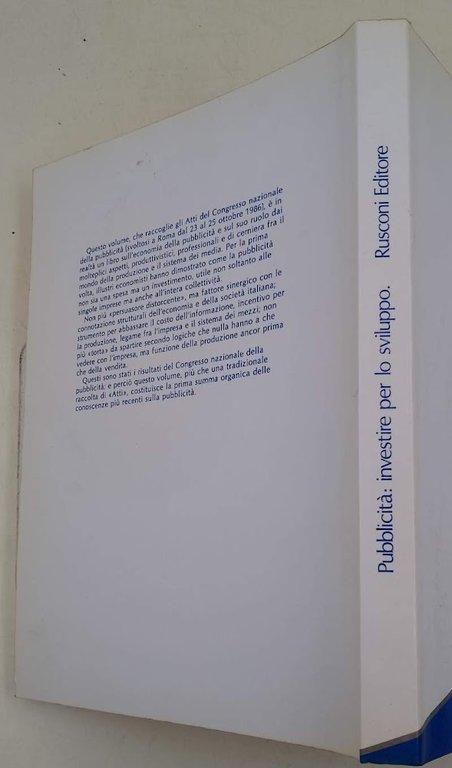 Questo volume, che raccoglie gli Atti del Congresso nazionale
della pubblicità (svoltosi a Roma dal 23 al 25 ottobre 1986), è in
realtà un libro sull'economia della pubblicità e sul suo ruolo dai
molteplici aspetti, produttivistici, professionali e di cerniera fra il
mondo della produzione e il sistema dei media. Per la prima
volta, illustri economisti hanno dimostrato come la pubblicità
non sia una spesa ma un investimento, utile non soltanto alle
singole imprese ma anche all'intera collettività.
Non più «persuasore distorcente», ma fattore sinergico con le
connotazione strutturali dell'economia e della società italiana;
strumento per abbassare il costo dell'informazione, incentivo per
la produzione, legame fra l'impresa e il sistema dei mezzi; non
più «torta» da spartire secondo logiche che nulla hanno a che
vedere con l'impresa, ma funzione della produzione ancor prima
che della vendita.
Questi sono stati i risultati del Congresso nazionale della
pubblicità; e perciò questo volume, più che una tradizionale
raccolta di «Atti», costituisce la prima summa organica delle
conoscenze più recenti sulla pubblicità.
Pubblicità: investire per lo sviluppo. Rusconi Editore